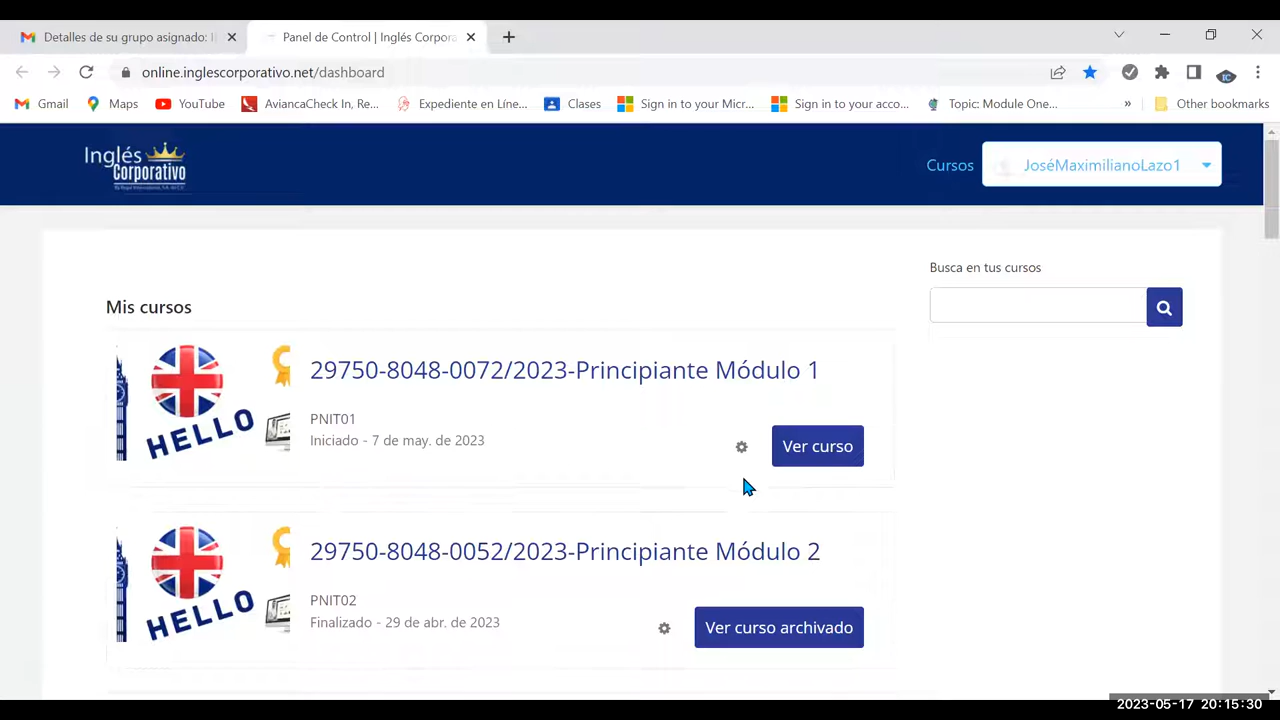 Detalles de su grupo asignado: I
Panel de Control | Inglés Corpora
online.inglescorporativo.net/dashboard
Gmail
Maps
YouTube
AviancaCheck In, Re...
Expediente en Líne...
Clases
Sign in to your Micr...
Sign in to your acco...
Topic: Module One...
»
Other bookmarks
Inglés
Corporativo
Cursos
JoséMaximilianoLazo1
Busca en tus cursos
Mis cursos
HELLO
29750-8048-0072/2023-Principiante Módulo 1
PNIT01
Iniciado - 7 de may. de 2023
Ver curso
HELLO
29750-8048-0052/2023-Principiante Módulo 2
PNIT02
Finalizado - 29 de abr. de 2023
Ver curso archivado
2023-05-17 20:15:30